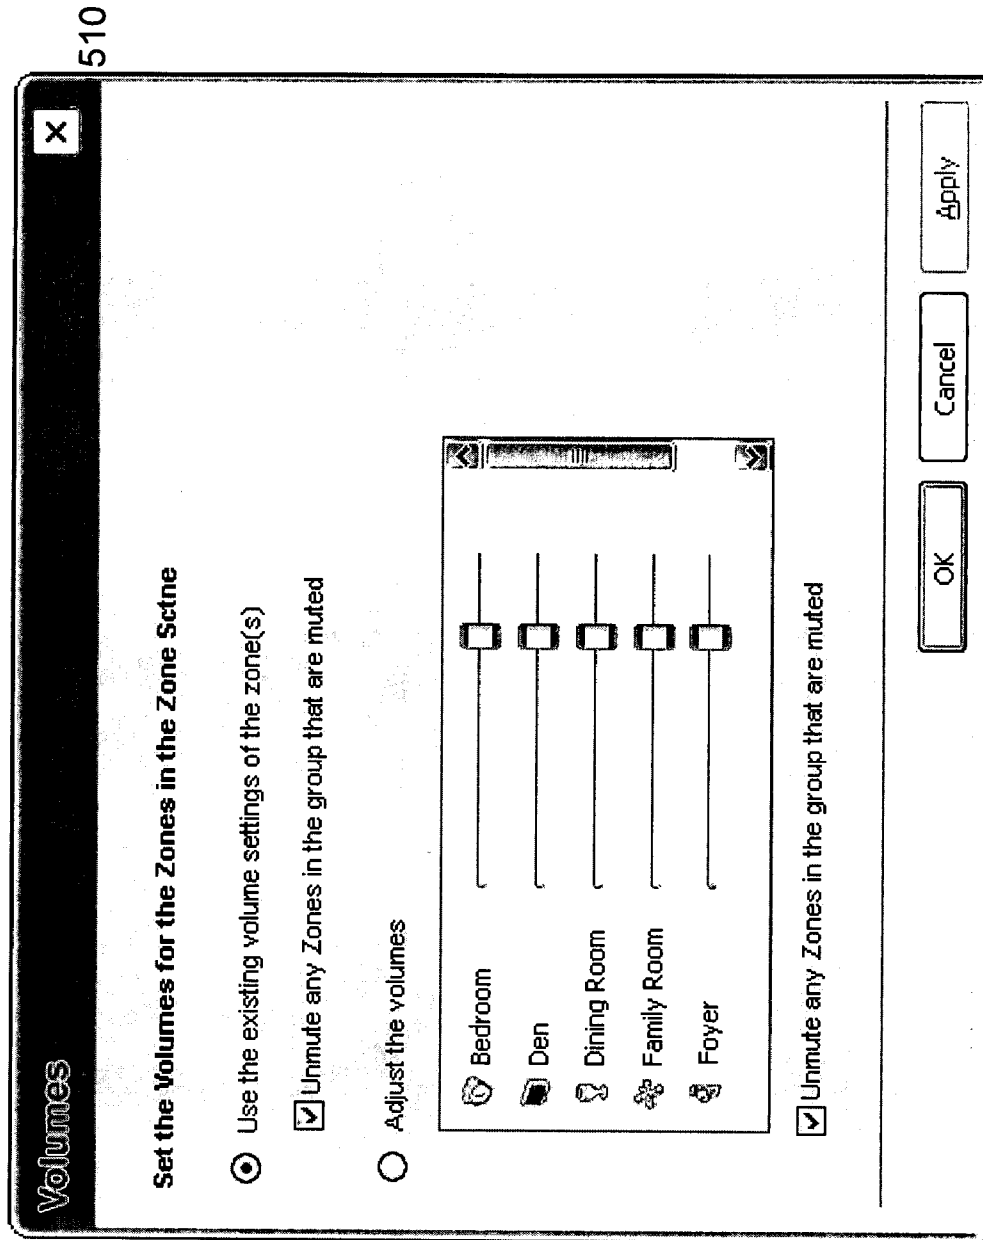 510
Volumes
Set the Volumes for the Zones in the Zone Sctne
Use the existing volume settings of the zone(s)
Unmute any Zones in the group that are muted
Adjust the volumes
Bedroom
Den
Dining Room
Family Room
Foyer
Unmute any Zones in the group that are muted
OK
Cancel
Apply